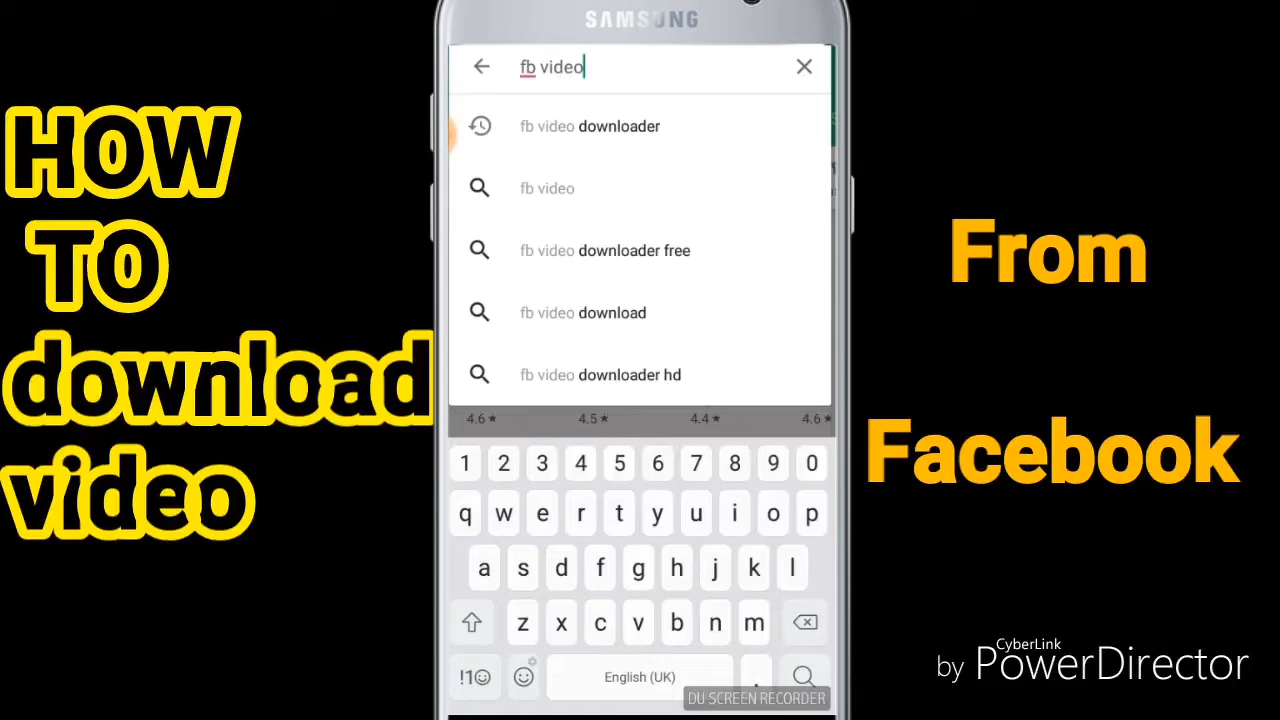 HOW
TO
download
video
SAMSUNG
fb video
fb video downloader
fb video
fb video downloader free
fb video download
fb video downloader hd
4.6★ 4.5★ 4.4★ 4.6★
1 2 3 4 5 6 7 8 9 0
q w e r t y u i o p
a s d f g h j k l
z x c v b n m
!1☺ English (UK) .
DU SCREEN RECORDER
From
Facebook
CyberLink
by PowerDirector